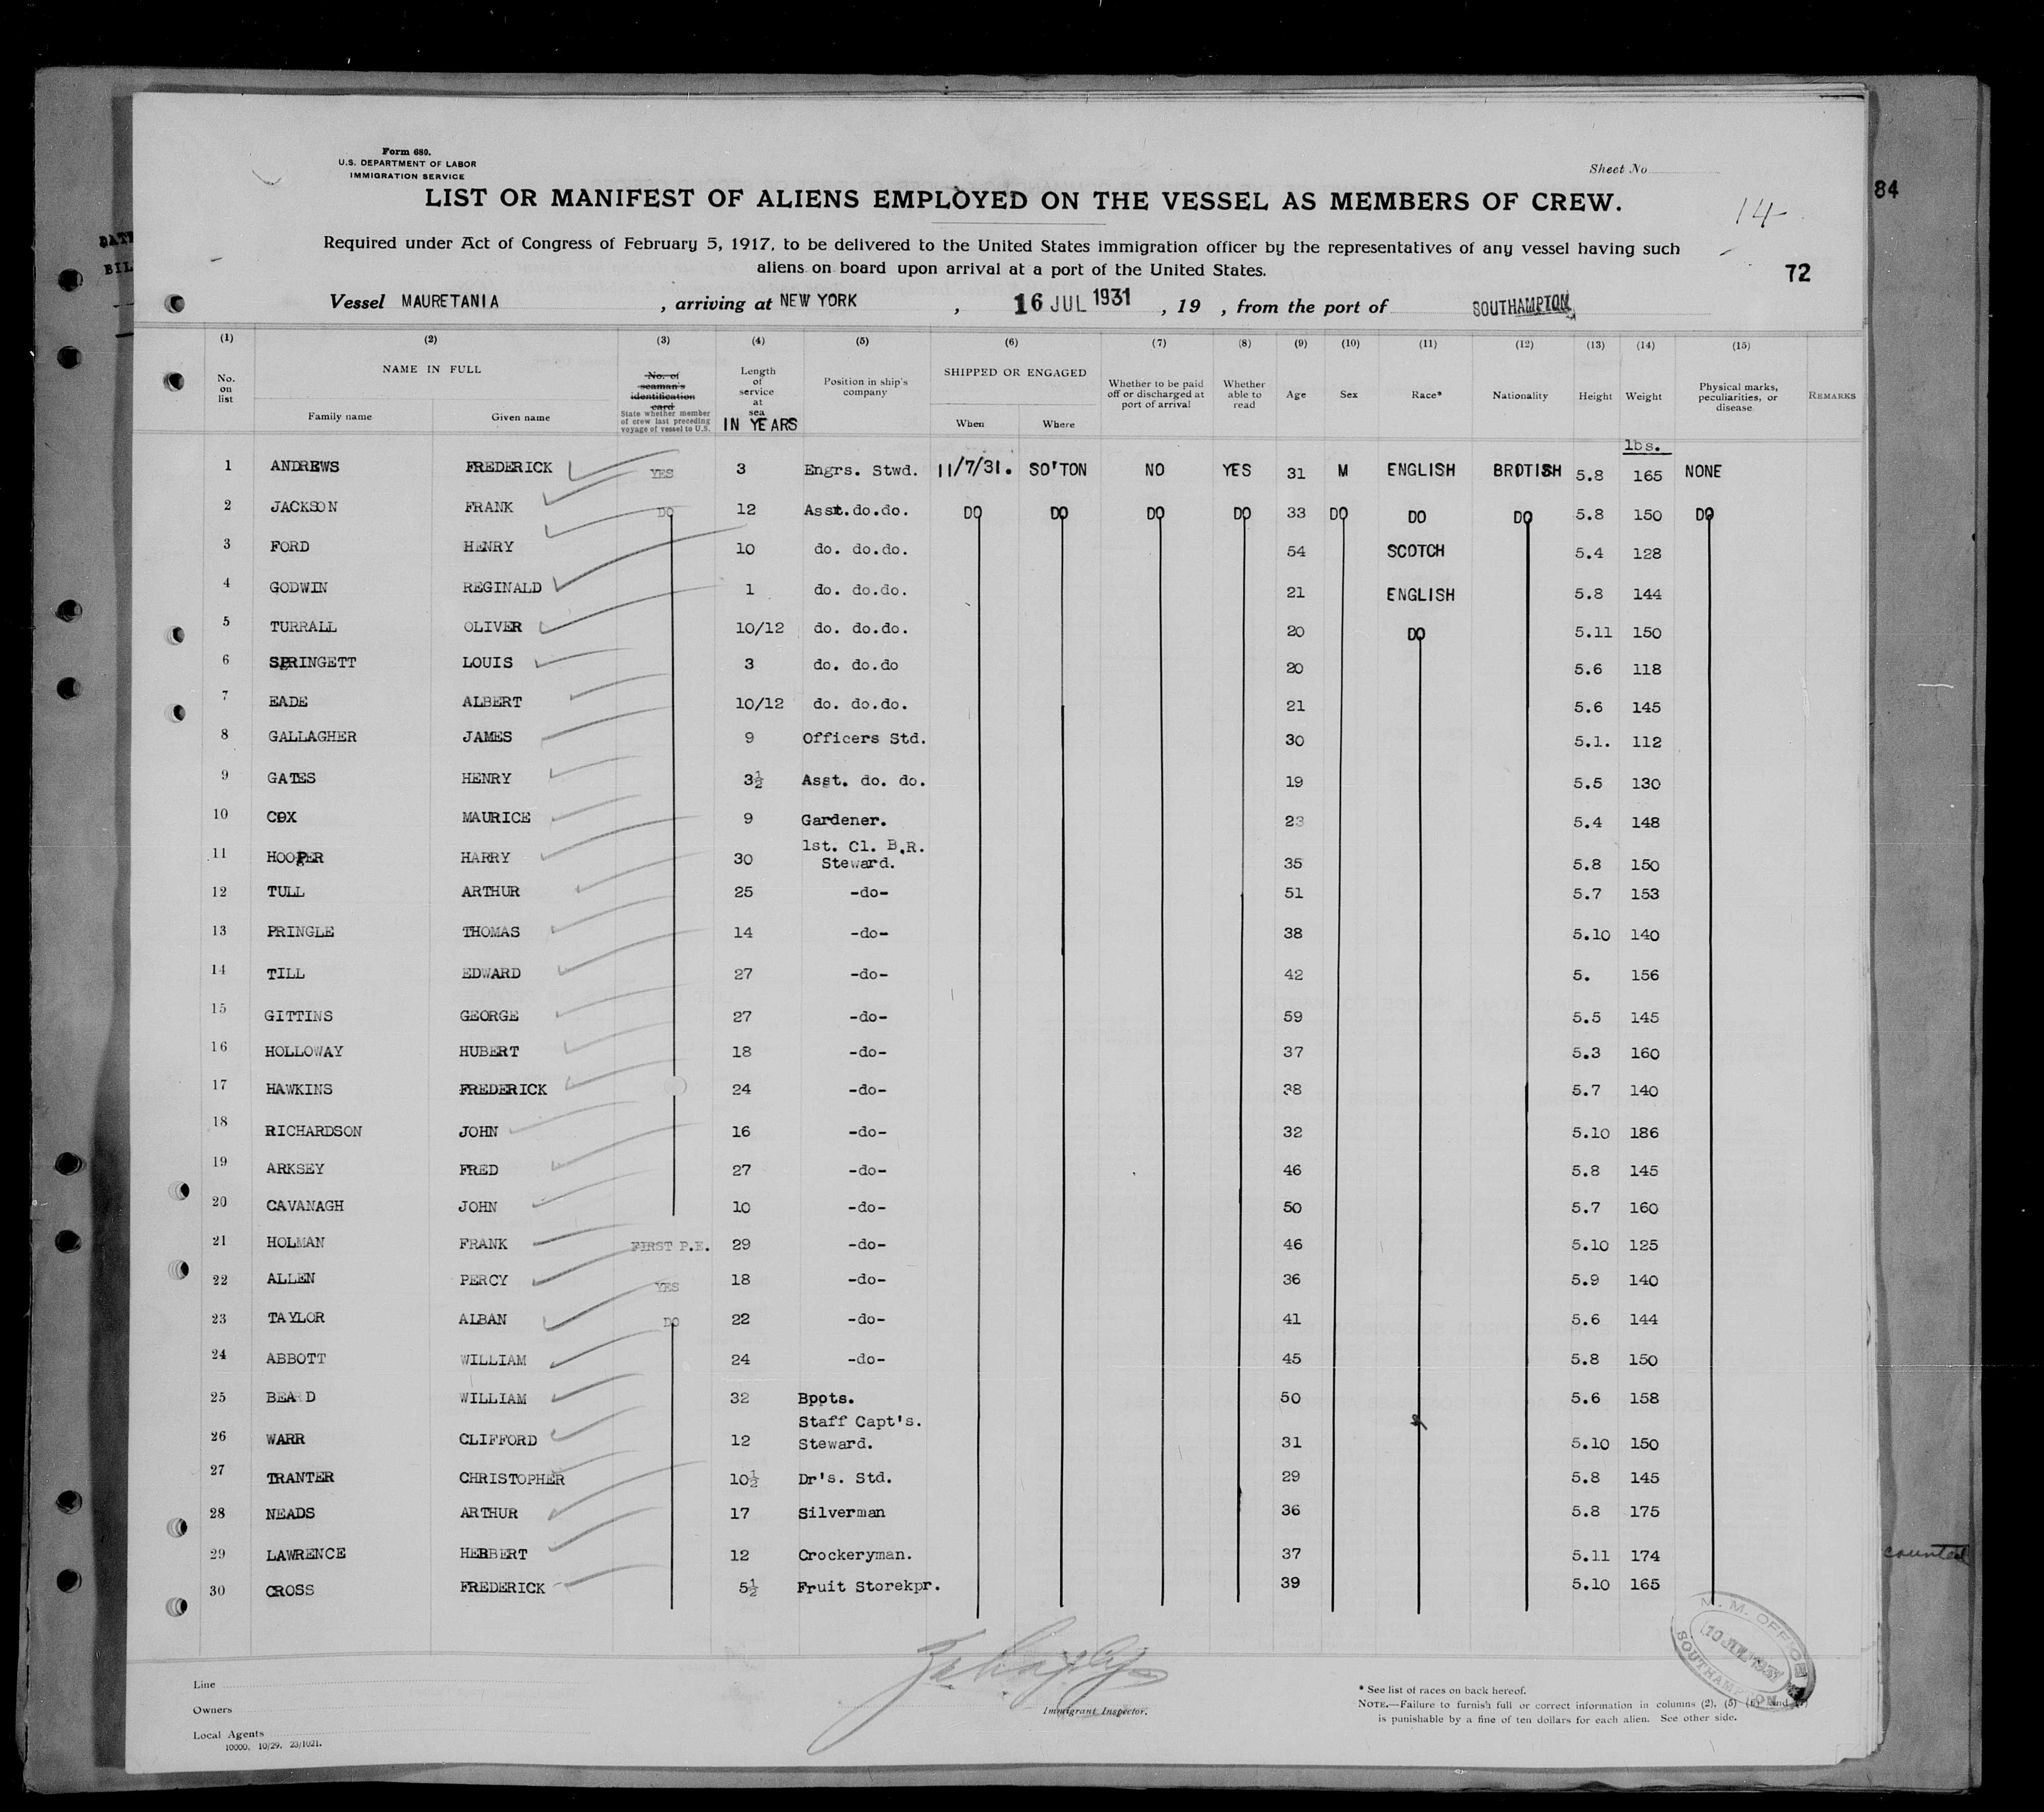 Form 680.
U.S. DEPARTMENT OF LABOR
IMMIGRATION SERVICE
Sheet No
84
LIST OR MANIFEST OF ALIENS EMPLOYED ON THE VESSEL AS MEMBERS OF CREW.
14
Required under Act of Congress of February 5, 1917, to be delivered to the United States immigration officer by the representatives of any vessel having such
aliens on board upon arrival at a port of the United States.
72
Vessel MAURETANIA , arriving at NEW YORK , 16 JUL 1931 , 19 , from the port of SOUTHAMPTON
(1) (2) (3) (4) (5) (6) (7) (8) (9) (10) (11) (12) (13) (14) (15)
No. on list NAME IN FULL Family name Given name No. of seaman's identification card State whether member of crew last preceding voyage of vessel to U.S. Length of service at sea IN YEARS Position in ship's company SHIPPED OR ENGAGED When Where Whether to be paid off or discharged at port of arrival Whether able to read Age Sex Race* Nationality Height Weight Physical marks, peculiarities, or disease REMARKS
lbs.
1 ANDREWS FREDERICK YES 3 Engrs. Stwd. 11/7/31. SO'TON NO YES 31 M ENGLISH BROTISH 5.8 165 NONE
2 JACKSON FRANK DO 12 Asst.do.do. DO DO DO DO 33 DO DO DO 5.8 150 DO
3 FORD HENRY 10 do. do.do. 54 SCOTCH 5.4 128
4 GODWIN REGINALD 1 do. do.do. 21 ENGLISH 5.8 144
5 TURRALL OLIVER 10/12 do. do.do. 20 DO 5.11 150
6 SPRINGETT LOUIS 3 do. do.do 20 5.6 118
7 EADE ALBERT 10/12 do. do.do. 21 5.6 145
8 GALLAGHER JAMES 9 Officers Std. 30 5.1. 112
9 GATES HENRY 3½ Asst. do. do. 19 5.5 130
10 COX MAURICE 9 Gardener. 23 5.4 148
11 HOOPER HARRY 30 1st. Cl. B.R. Steward. 35 5.8 150
12 TULL ARTHUR 25 -do- 51 5.7 153
13 PRINGLE THOMAS 14 -do- 38 5.10 140
14 TILL EDWARD 27 -do- 42 5. 156
15 GITTINS GEORGE 27 -do- 59 5.5 145
16 HOLLOWAY HUBERT 18 -do- 37 5.3 160
17 HAWKINS FREDERICK 24 -do- 38 5.7 140
18 RICHARDSON JOHN 16 -do- 32 5.10 186
19 ARKSEY FRED 27 -do- 46 5.8 145
20 CAVANAGH JOHN 10 -do- 50 5.7 160
21 HOLMAN FRANK FIRST P.E. 29 -do- 46 5.10 125
22 ALLEN PERCY YES 18 -do- 36 5.9 140
23 TAYLOR ALBAN DO 22 -do- 41 5.6 144
24 ABBOTT WILLIAM 24 -do- 45 5.8 150
25 BEARD WILLIAM 32 Bpots. 50 5.6 158
26 WARR CLIFFORD 12 Staff Capt's. Steward. 31 5.10 150
27 TRANTER CHRISTOPHER 10½ Dr's. Std. 29 5.8 145
28 NEADS ARTHUR 17 Silverman 36 5.8 175
29 LAWRENCE HERBERT 12 Crockeryman. 37 5.11 174
30 CROSS FREDERICK 5½ Fruit Storekpr. 39 5.10 165
counted
M. M. OFFICE
10 JUL 1931
SOUTHAMPTON
Line
Owners
Local Agents
10000. 10/29. 23/1021.
Immigrant Inspector.
* See list of races on back hereof.
NOTE.—Failure to furnish full or correct information in columns (2), (5) (6) and (7)
is punishable by a fine of ten dollars for each alien. See other side.